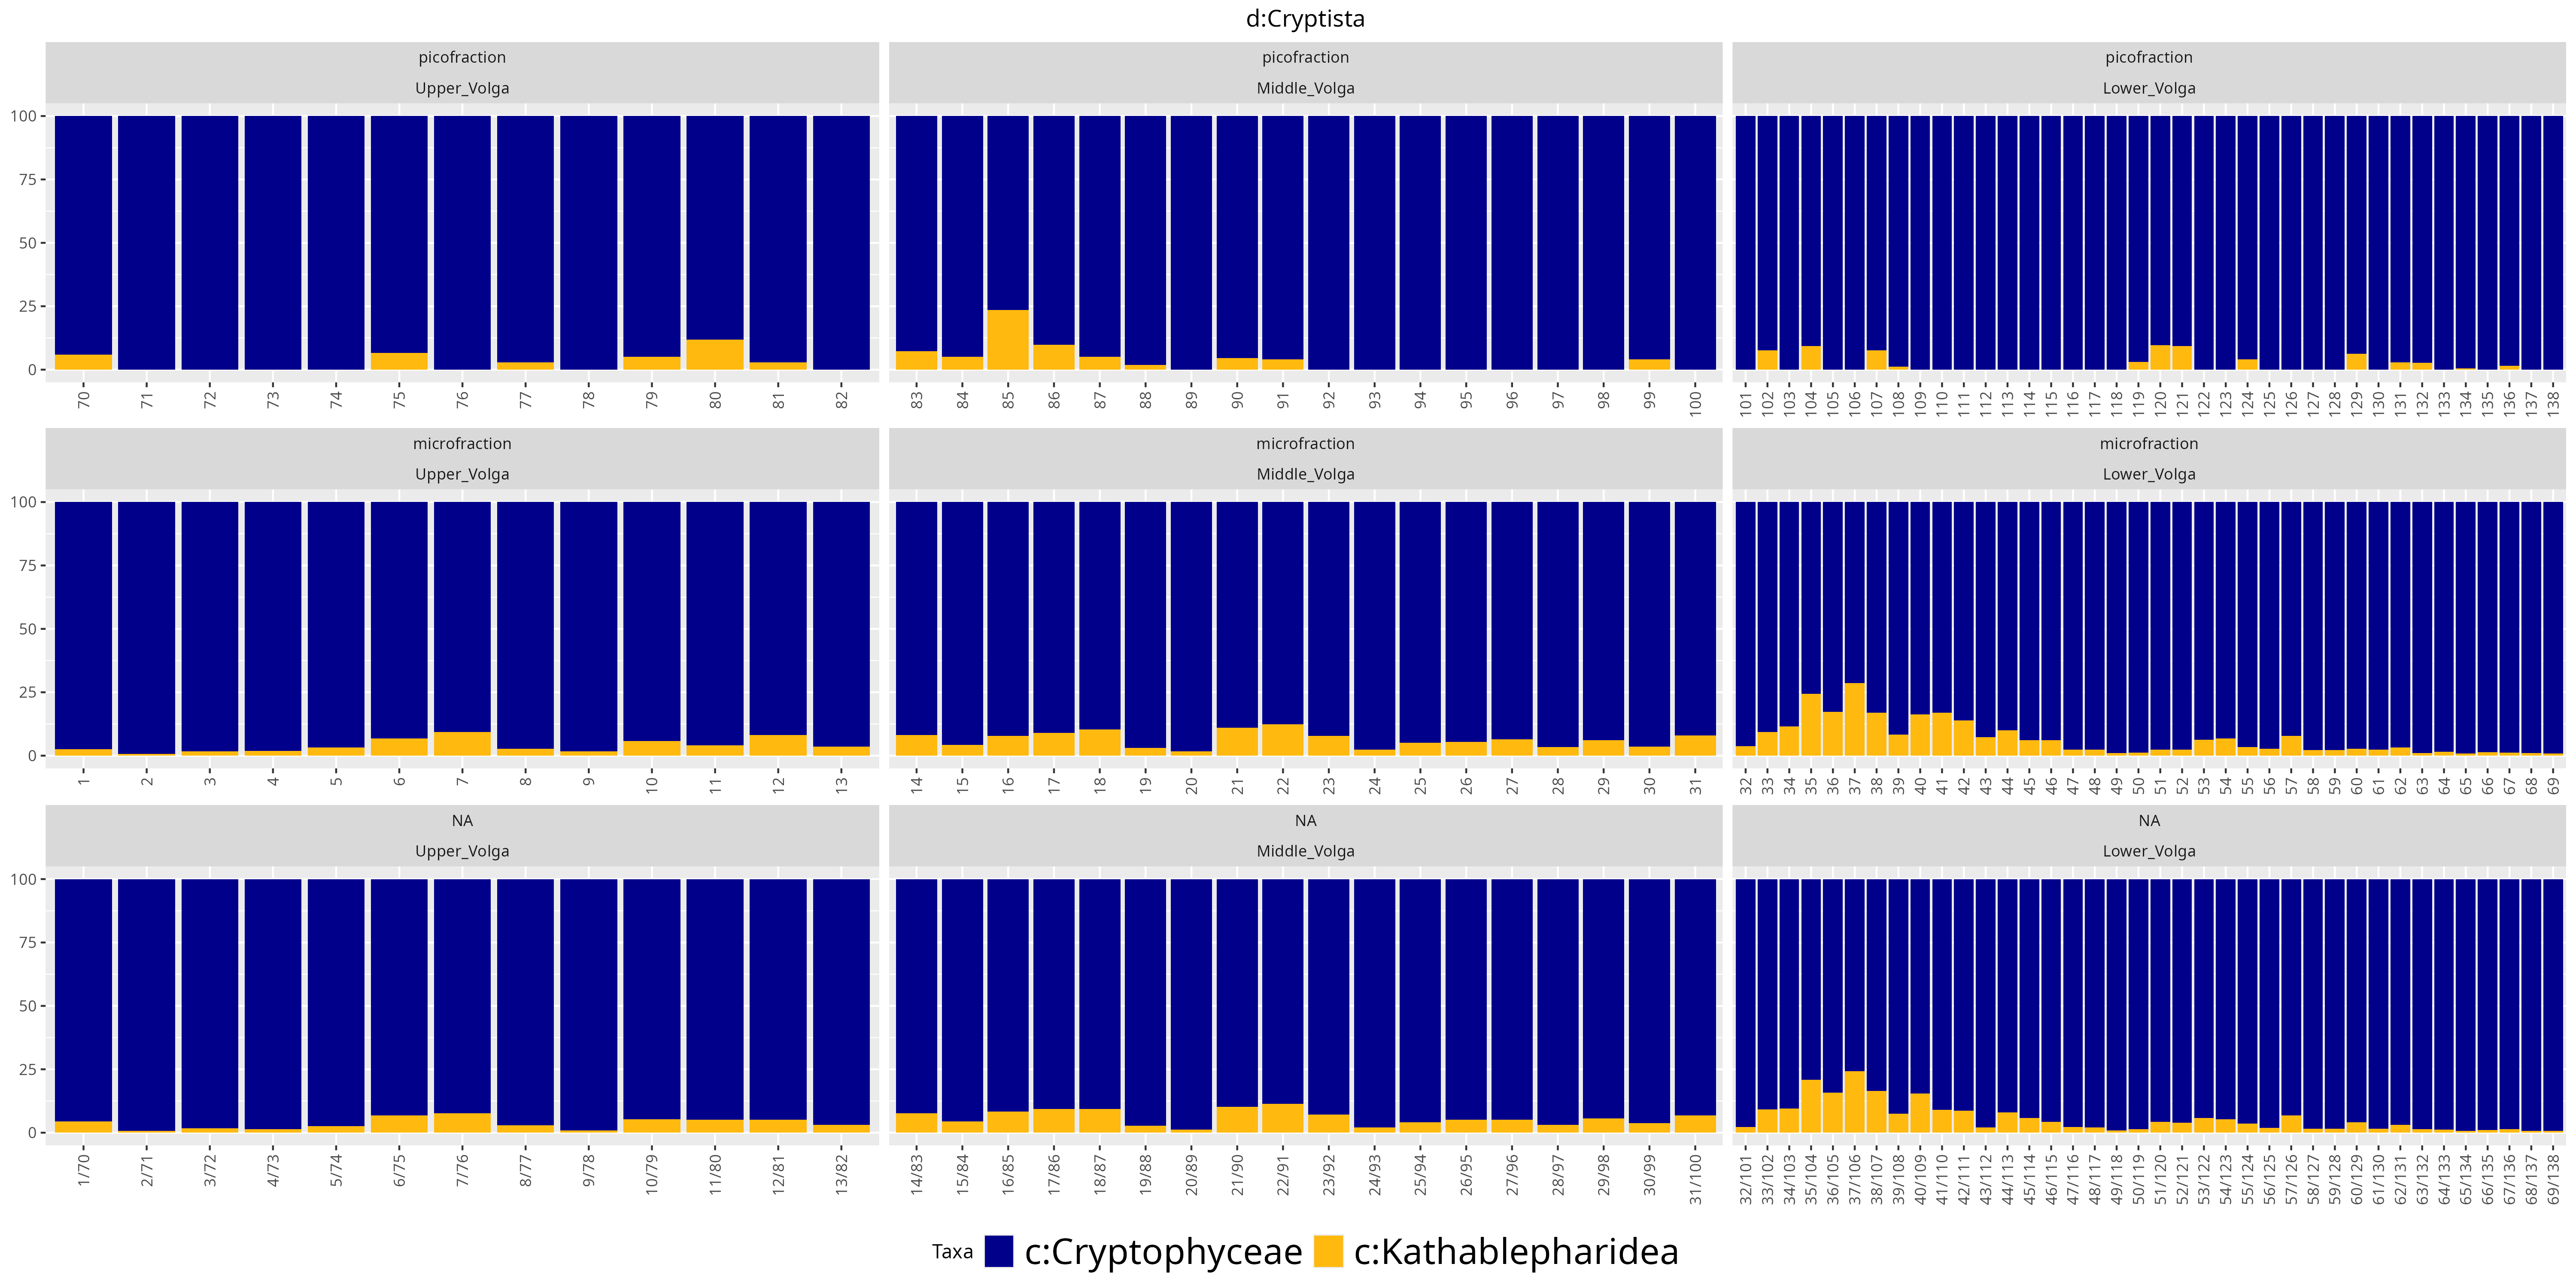 d:Cryptista
picofraction picofraction picofraction
Upper_Volga Middle_Volga Lower_Volga
100
75
50
25
0
70 71 72 73 74 75 76 77 78 79 80 81 82 83 84 85 86 87 88 89 90 91 92 93 94 95 96 97 98 99 100 101 102 103 104 105 106 107 108 109 110 111 112 113 114 115 116 117 118 119 120 121 122 123 124 125 126 127 128 129 130 131 132 133 134 135 136 137 138
microfraction microfraction microfraction
Upper_Volga Middle_Volga Lower_Volga
100
75
50
25
0
1 2 3 4 5 6 7 8 9 10 11 12 13 14 15 16 17 18 19 20 21 22 23 24 25 26 27 28 29 30 31 32 33 34 35 36 37 38 39 40 41 42 43 44 45 46 47 48 49 50 51 52 53 54 55 56 57 58 59 60 61 62 63 64 65 66 67 68 69
NA NA NA
Upper_Volga Middle_Volga Lower_Volga
100
75
50
25
0
1/70 2/71 3/72 4/73 5/74 6/75 7/76 8/77 9/78 10/79 11/80 12/81 13/82 14/83 15/84 16/85 17/86 18/87 19/88 20/89 21/90 22/91 23/92 24/93 25/94 26/95 27/96 28/97 29/98 30/99 31/100 32/101 33/102 34/103 35/104 36/105 37/106 38/107 39/108 40/109 41/110 42/111 43/112 44/113 45/114 46/115 47/116 48/117 49/118 50/119 51/120 52/121 53/122 54/123 55/124 56/125 57/126 58/127 59/128 60/129 61/130 62/131 63/132 64/133 65/134 66/135 67/136 68/137 69/138
Taxa c:Cryptophyceae c:Kathablepharidea